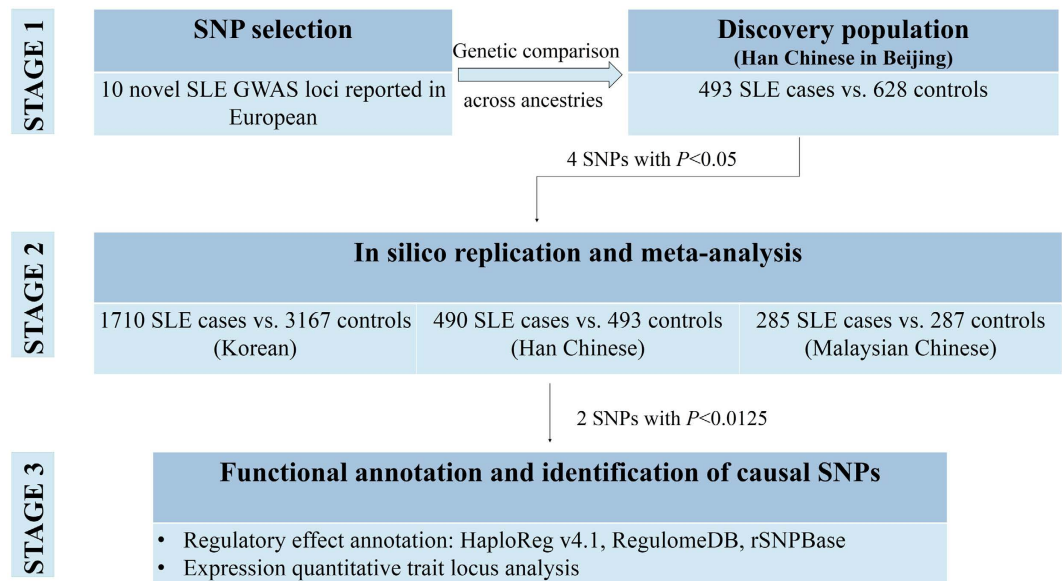 STAGE 1
SNP selection
10 novel SLE GWAS loci reported in
European
Genetic comparison
across ancestries
Discovery population
(Han Chinese in Beijing)
493 SLE cases vs. 628 controls
4 SNPs with P<0.05
STAGE 2
In silico replication and meta-analysis
1710 SLE cases vs. 3167 controls
(Korean)
490 SLE cases vs. 493 controls
(Han Chinese)
285 SLE cases vs. 287 controls
(Malaysian Chinese)
2 SNPs with P<0.0125
STAGE 3
Functional annotation and identification of causal SNPs
• Regulatory effect annotation: HaploReg v4.1, RegulomeDB, rSNPBase
• Expression quantitative trait locus analysis